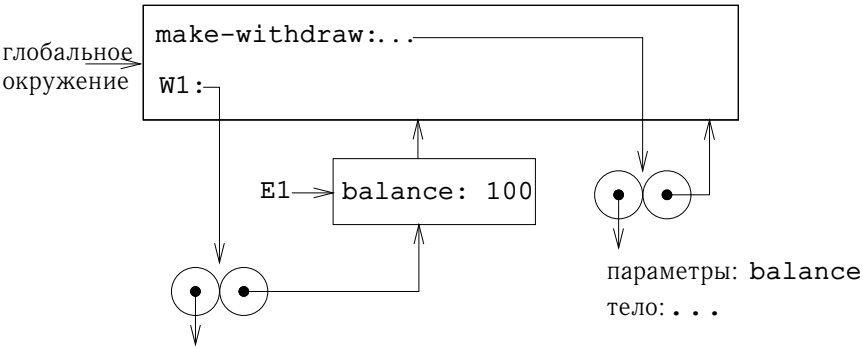 make-withdraw:...
глобальное
окружение
W1:
E1
balance: 100
параметры: balance
тело: ...